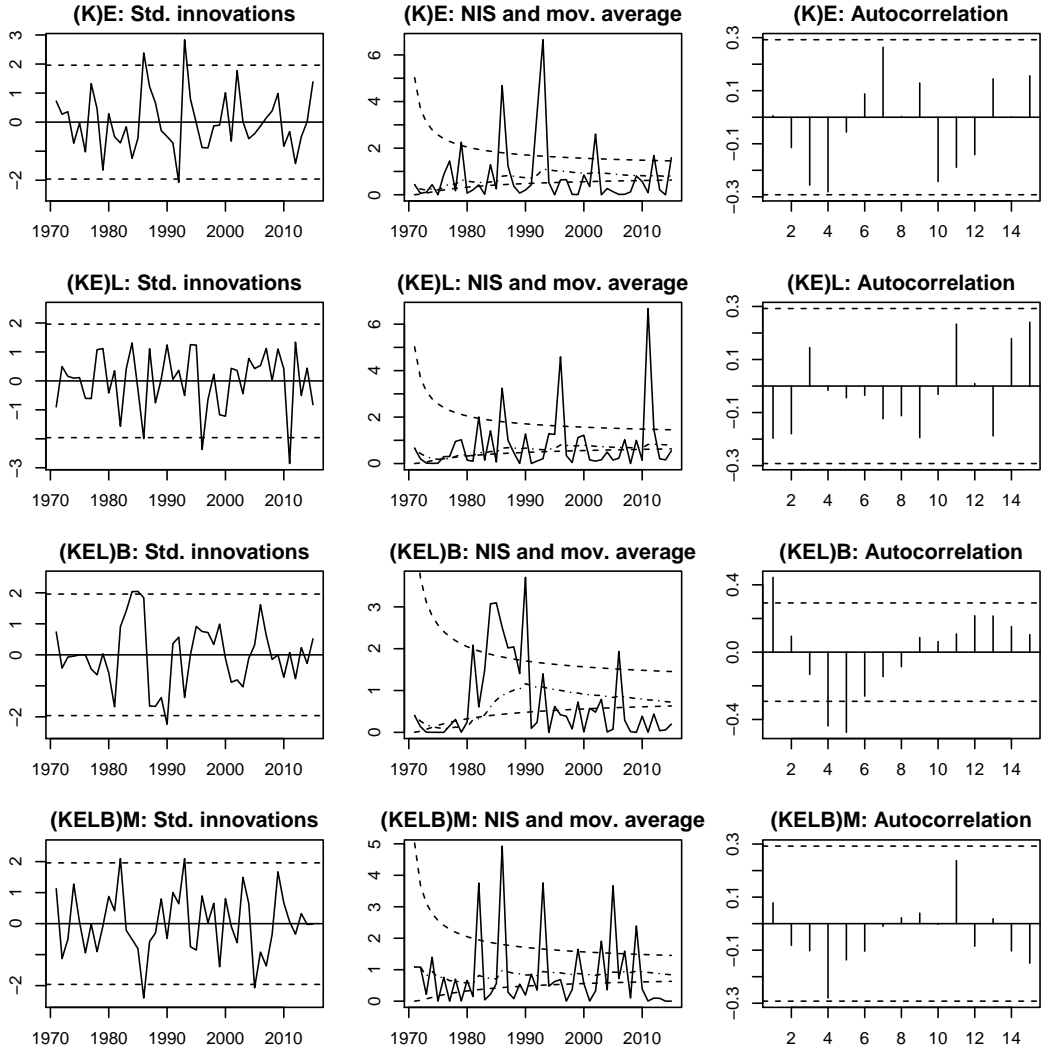 (K)E: Std. innovations
3
2
0
−2
1970 1980 1990 2000 2010
(K)E: NIS and mov. average
6
4
2
0
1970 1980 1990 2000 2010
(K)E: Autocorrelation
0.3
0.1
−0.1
−0.3
2 4 6 8 10 12 14
(KE)L: Std. innovations
2
1
0
−1
−3
1970 1980 1990 2000 2010
(KE)L: NIS and mov. average
6
4
2
0
1970 1980 1990 2000 2010
(KE)L: Autocorrelation
0.3
0.1
−0.1
−0.3
2 4 6 8 10 12 14
(KEL)B: Std. innovations
2
1
0
−2
1970 1980 1990 2000 2010
(KEL)B: NIS and mov. average
3
2
1
0
1970 1980 1990 2000 2010
(KEL)B: Autocorrelation
0.4
0.0
−0.4
2 4 6 8 10 12 14
(KELB)M: Std. innovations
2
1
0
−2
1970 1980 1990 2000 2010
(KELB)M: NIS and mov. average
5
4
3
2
1
0
1970 1980 1990 2000 2010
(KELB)M: Autocorrelation
0.3
0.1
−0.1
−0.3
2 4 6 8 10 12 14